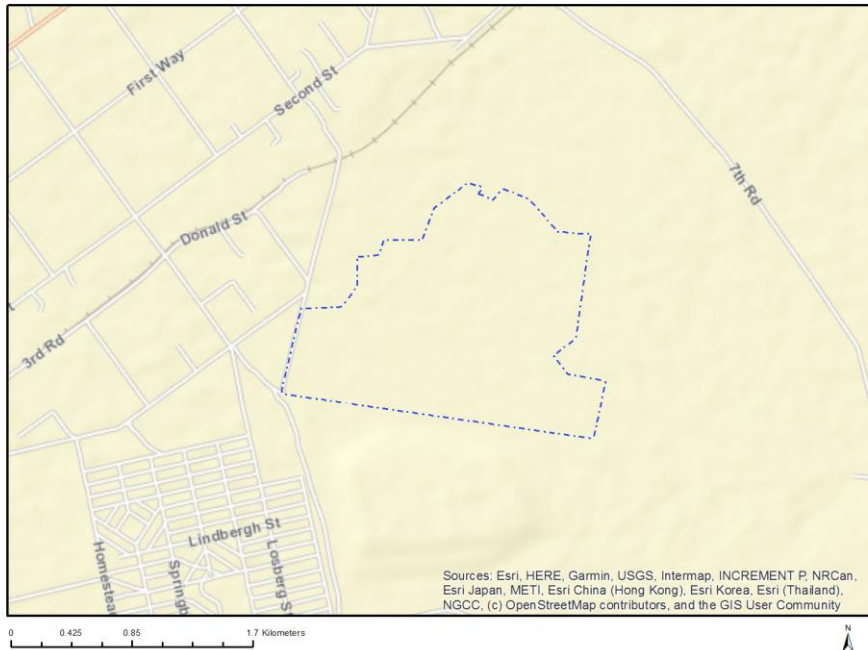 First Way
Second St
7th Rd
Donald St
3rd Rd
Lindbergh St
Homestead
Springb
Losberg St
Sources: Esri, HERE, Garmin, USGS, Intermap, INCREMENT P, NRCan,
Esri Japan, METI, Esri China (Hong Kong), Esri Korea, Esri (Thailand),
NGCC, (c) OpenStreetMap contributors, and the GIS User Community
0 0.425 0.85 1.7 Kilometers
N